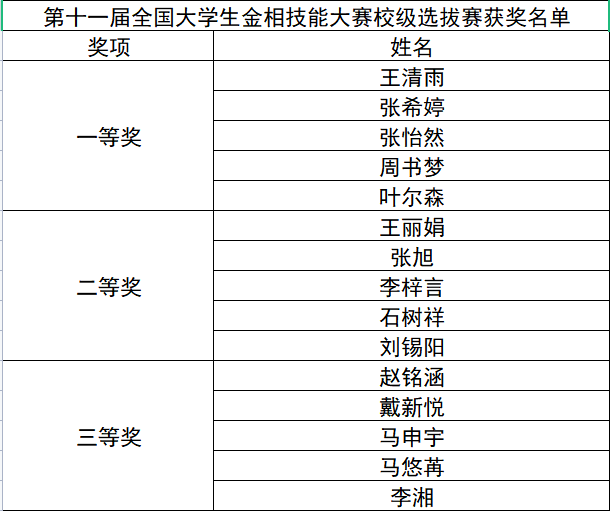 第十一届全国大学生金相技能大赛校级选拔赛获奖名单
奖项 姓名
一等奖
王清雨
张希婷
张怡然
周书梦
叶尔森
二等奖
王丽娟
张旭
李梓言
石树祥
刘锡阳
三等奖
赵铭涵
戴新悦
马申宇
马悠苒
李湘